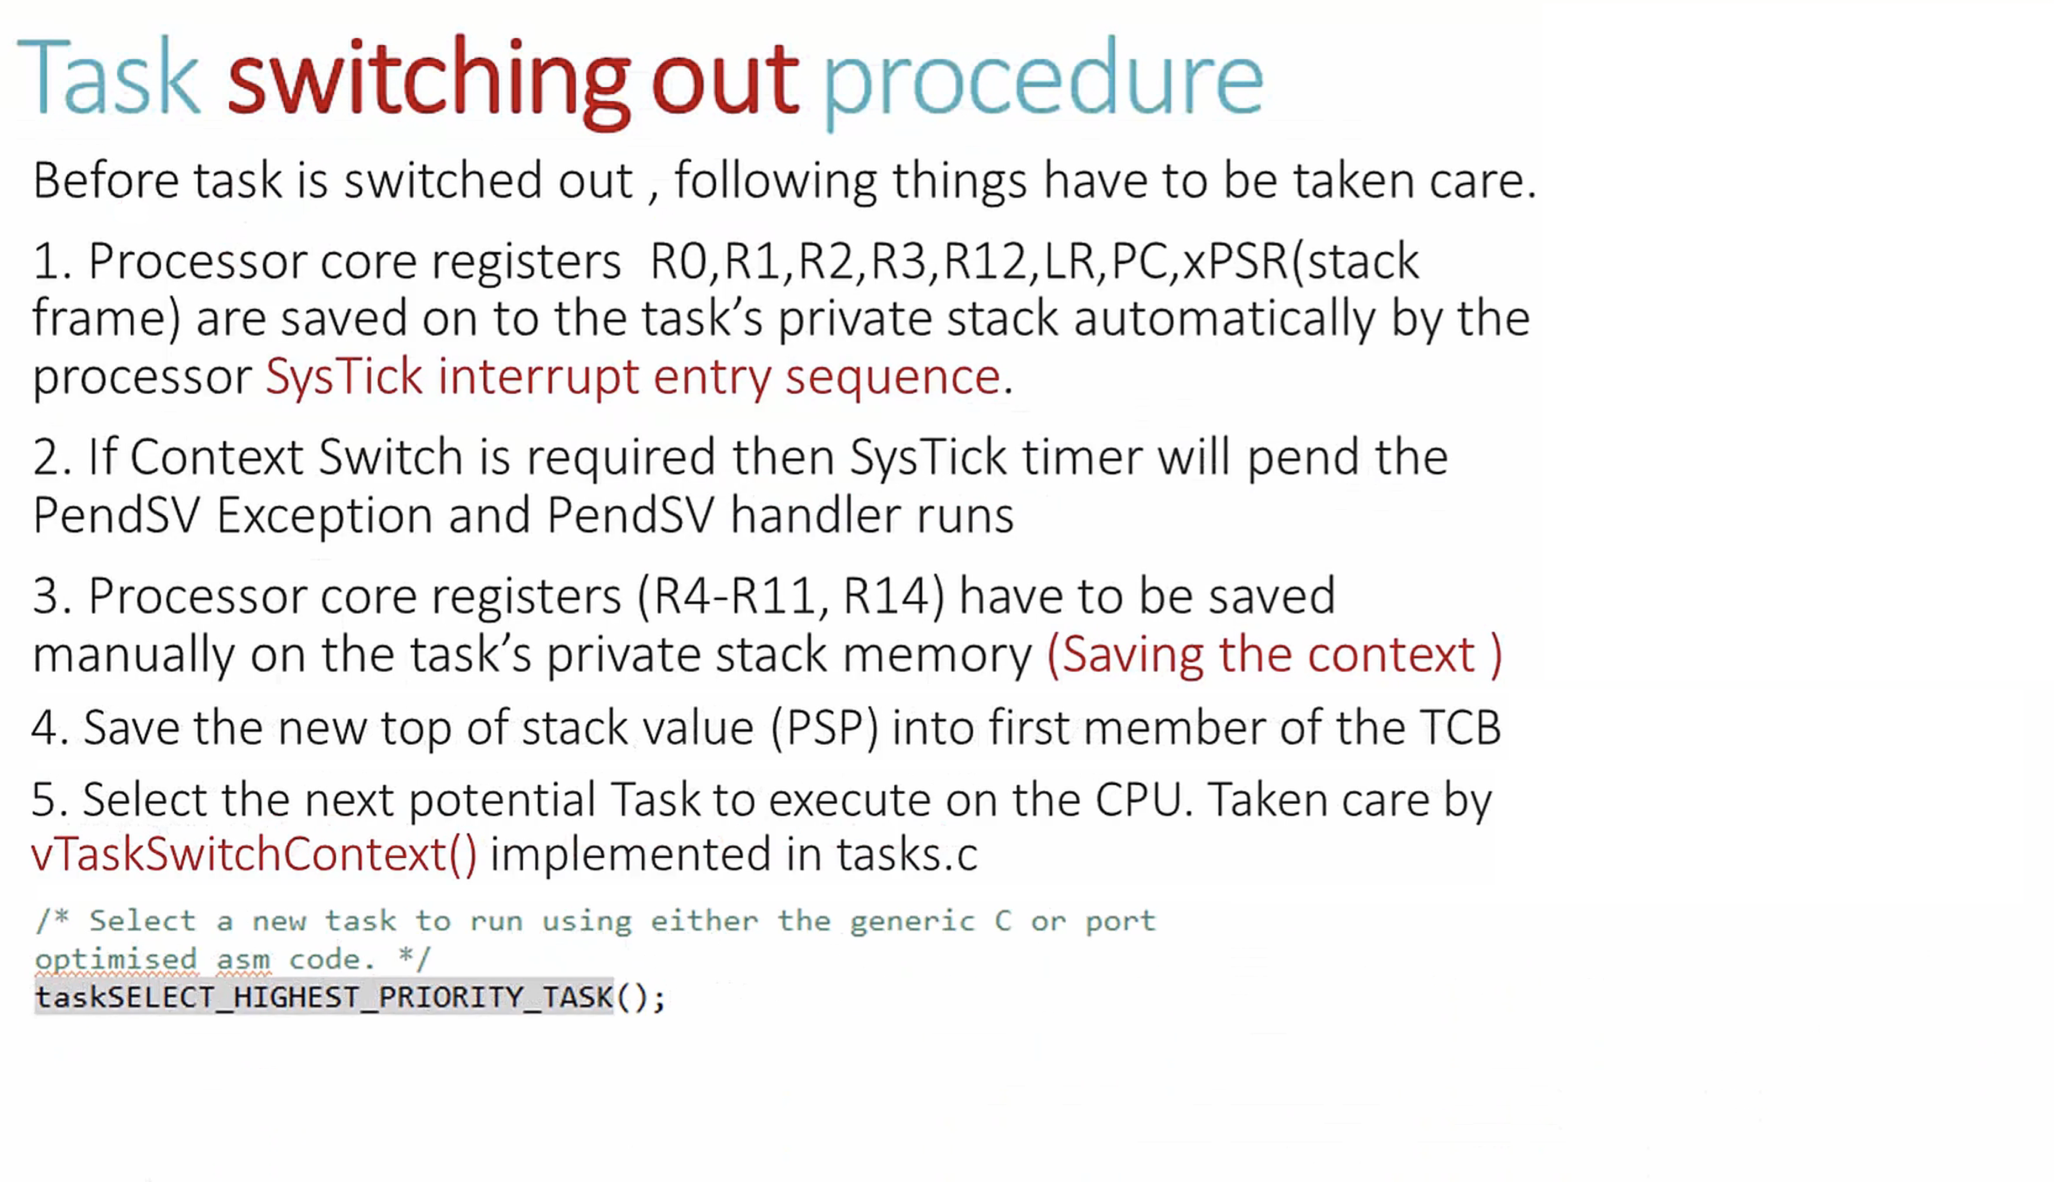 Task switching out procedure
Before task is switched out , following things have to be taken care.
1. Processor core registers  R0,R1,R2,R3,R12,LR,PC,xPSR(stack
frame) are saved on to the task’s private stack automatically by the
processor SysTick interrupt entry sequence.
2. If Context Switch is required then SysTick timer will pend the
PendSV Exception and PendSV handler runs
3. Processor core registers (R4-R11, R14) have to be saved
manually on the task’s private stack memory (Saving the context )
4. Save the new top of stack value (PSP) into first member of the TCB
5. Select the next potential Task to execute on the CPU. Taken care by
vTaskSwitchContext() implemented in tasks.c
/* Select a new task to run using either the generic C or port
optimised asm code. */
taskSELECT_HIGHEST_PRIORITY_TASK();